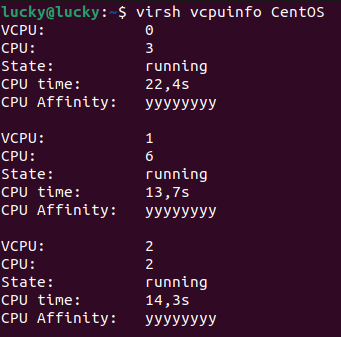 lucky@lucky:~$ virsh vcpuinfo CentOS
VCPU:           0
CPU:            3
State:          running
CPU time:       22,4s
CPU Affinity:   yyyyyyyy

VCPU:           1
CPU:            6
State:          running
CPU time:       13,7s
CPU Affinity:   yyyyyyyy

VCPU:           2
CPU:            2
State:          running
CPU time:       14,3s
CPU Affinity:   yyyyyyyy